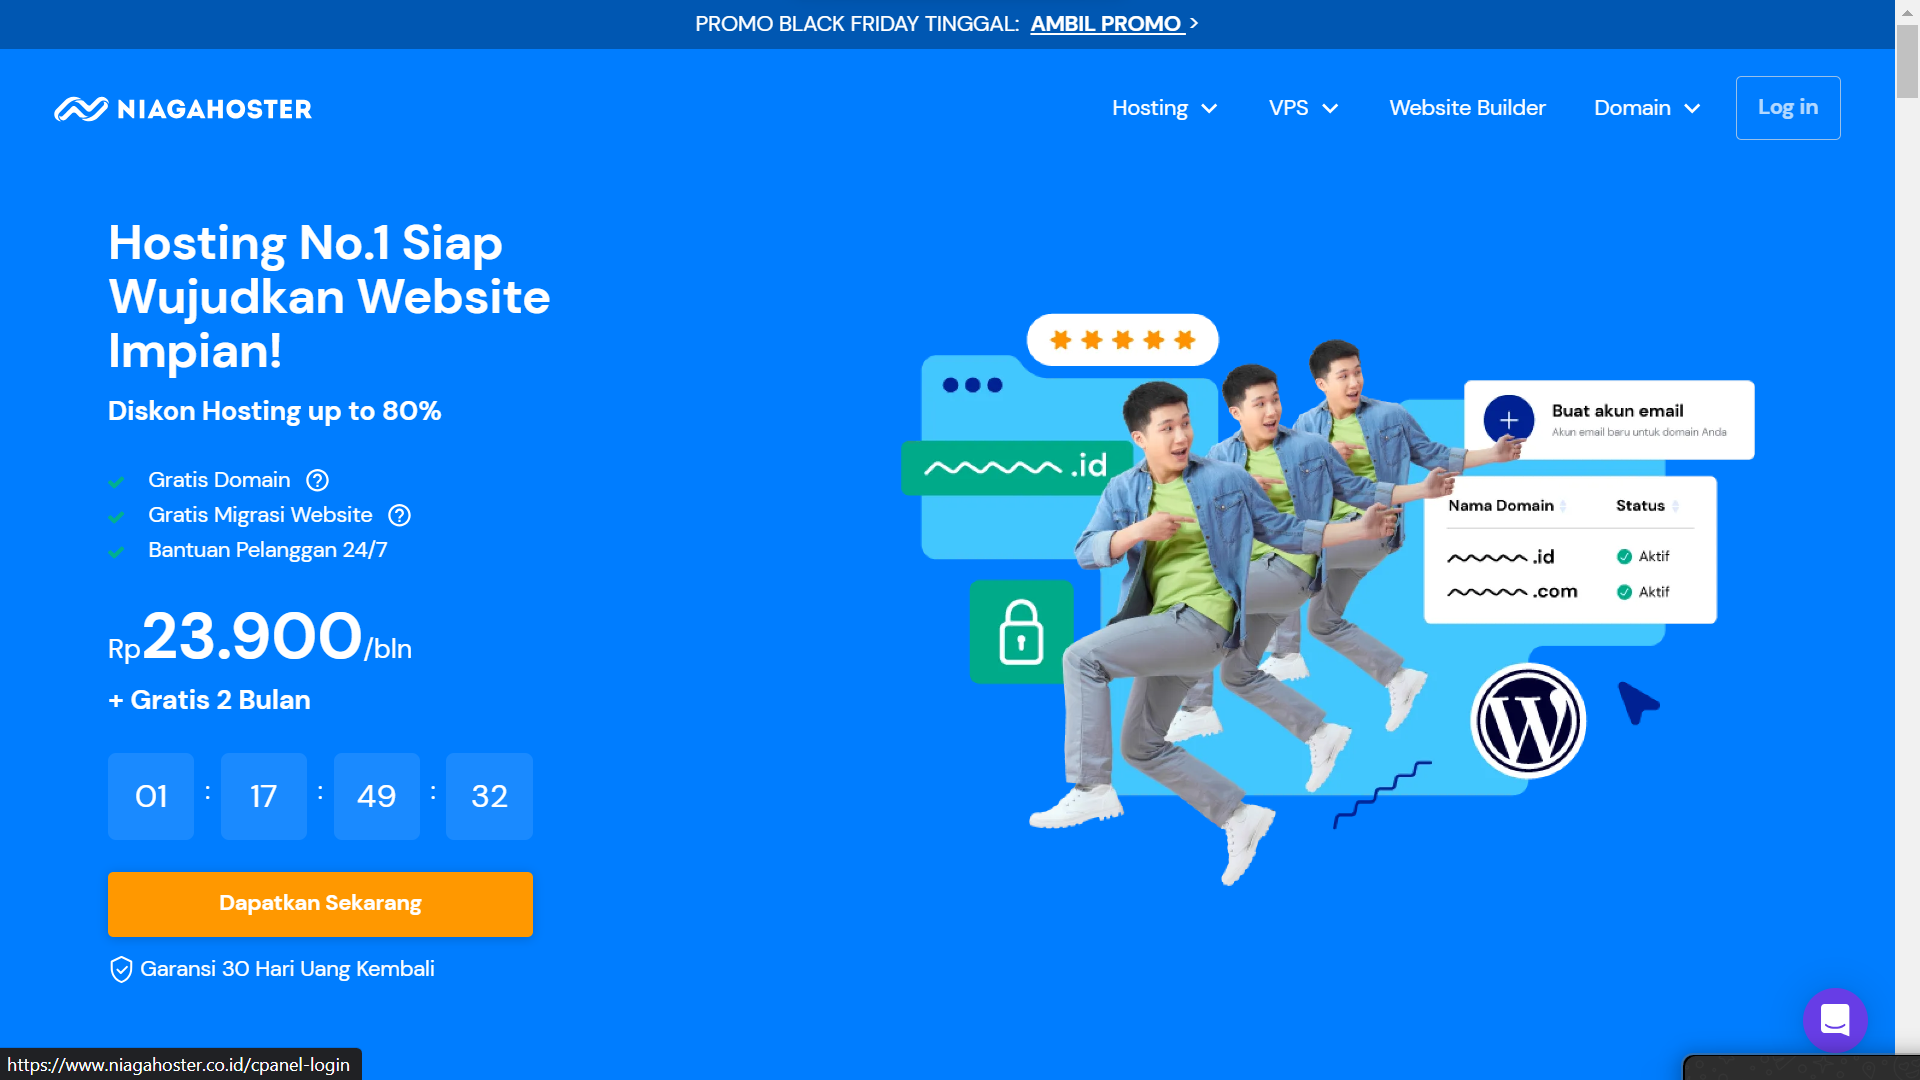 PROMO BLACK FRIDAY TINGGAL: AMBIL PROMO >
NIAGAHOSTER
Hosting
VPS
Website Builder
Domain
Log in
Hosting No.1 Siap
Wujudkan Website
Impian!
Diskon Hosting up to 80%
Gratis Domain ?
Gratis Migrasi Website ?
Bantuan Pelanggan 24/7
Rp23.900/bln
+ Gratis 2 Bulan
01 : 17 : 49 : 32
Dapatkan Sekarang
Garansi 30 Hari Uang Kembali
.id
Buat akun email
Akun email baru untuk domain Anda
Nama Domain Status
.id Aktif
.com Aktif
W
https://www.niagahoster.co.id/cpanel-login